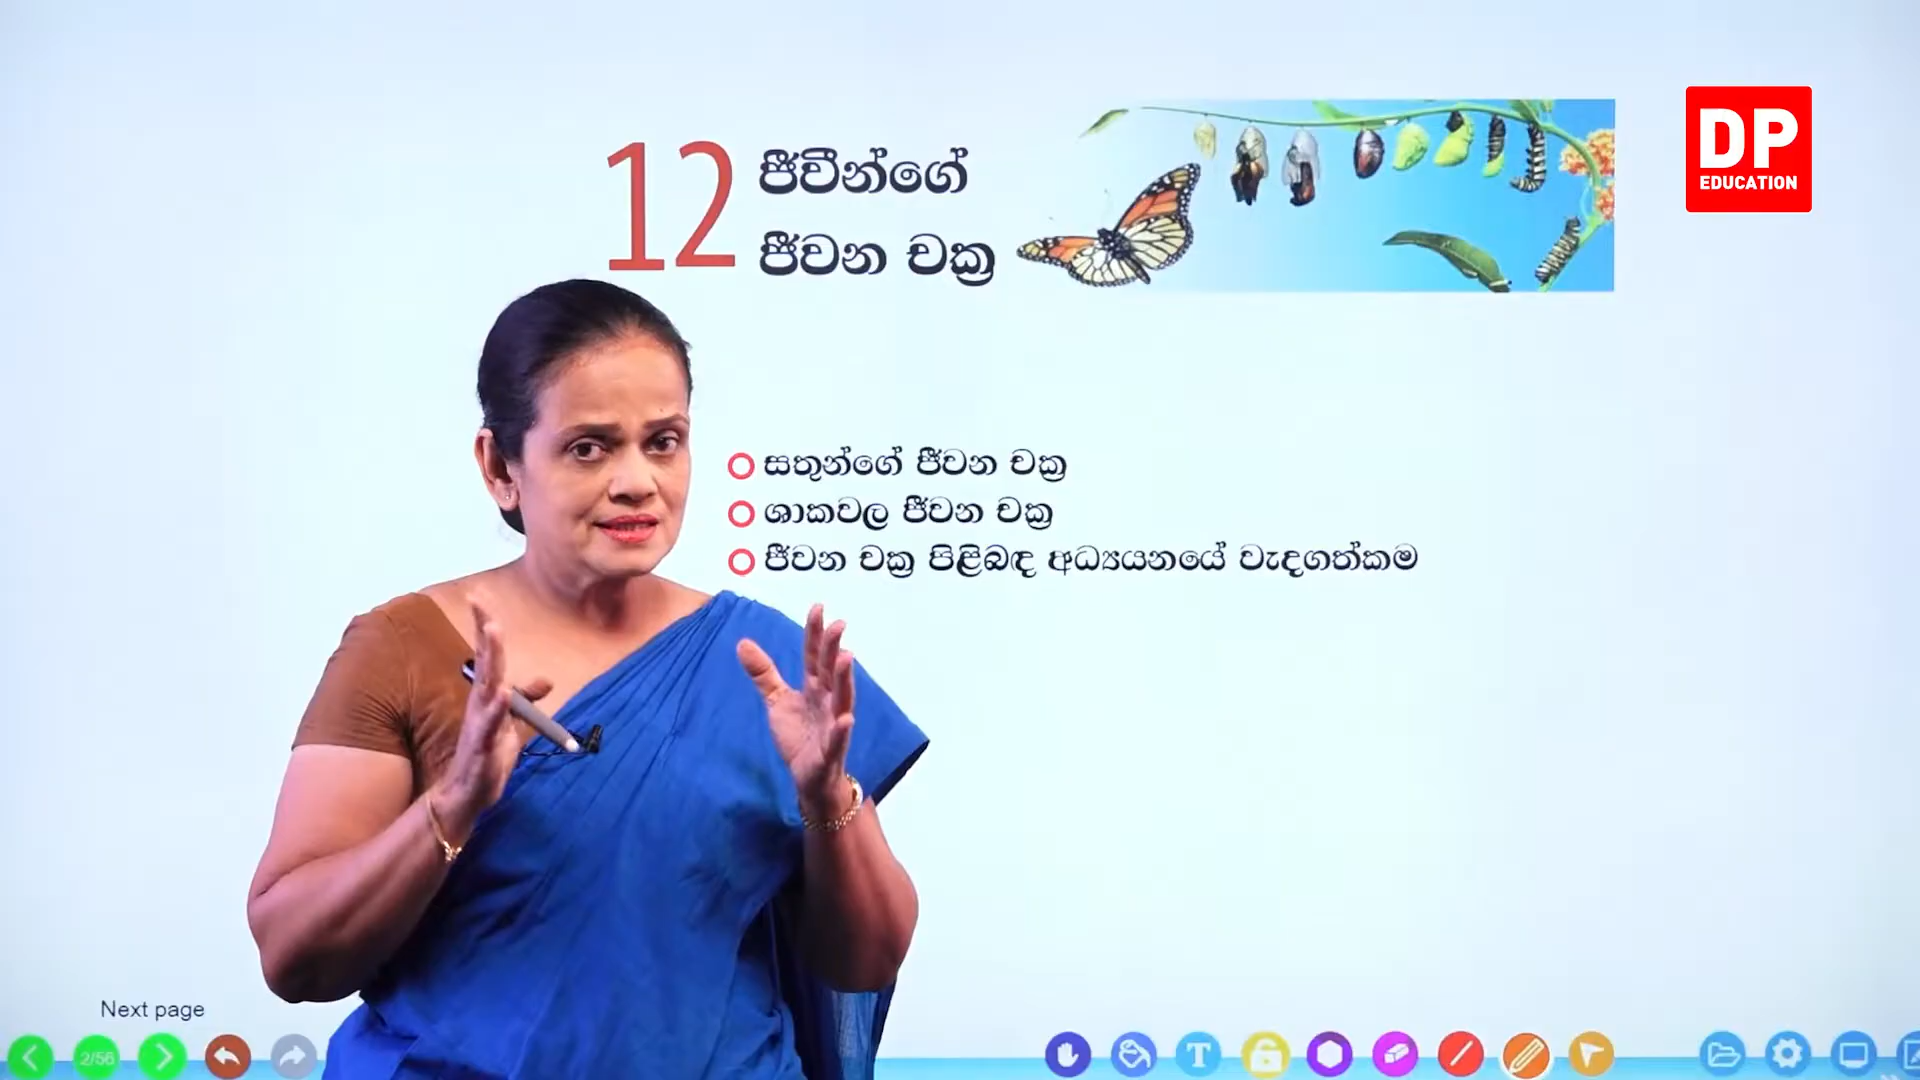 12
ජීවීන්ගේ
ජීවන චක්‍ර
DP
EDUCATION
සතුන්ගේ ජීවන චක්‍ර
ශාකවල ජීවන චක්‍ර
ජීවන චක්‍ර පිළිබඳ අධ්‍යයනයේ වැදගත්කම
Next page
2/56
T